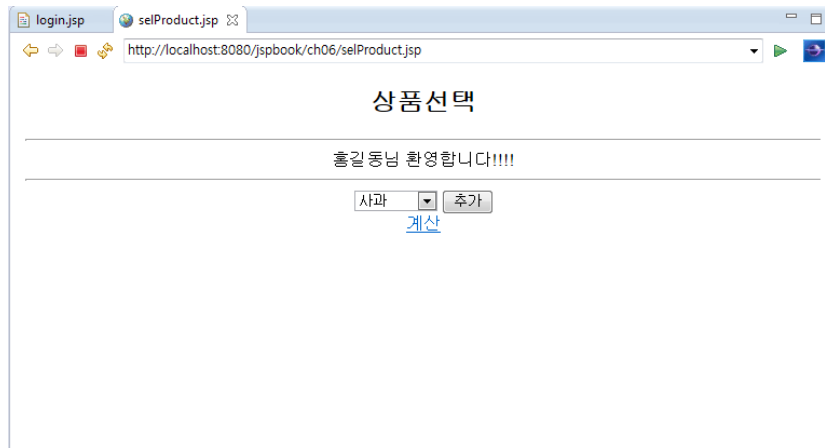 login.jsp selProduct.jsp
http://localhost:8080/jspbook/ch06/selProduct.jsp
상품선택
홍길동님 환영합니다!!!!
사과 추가
계산